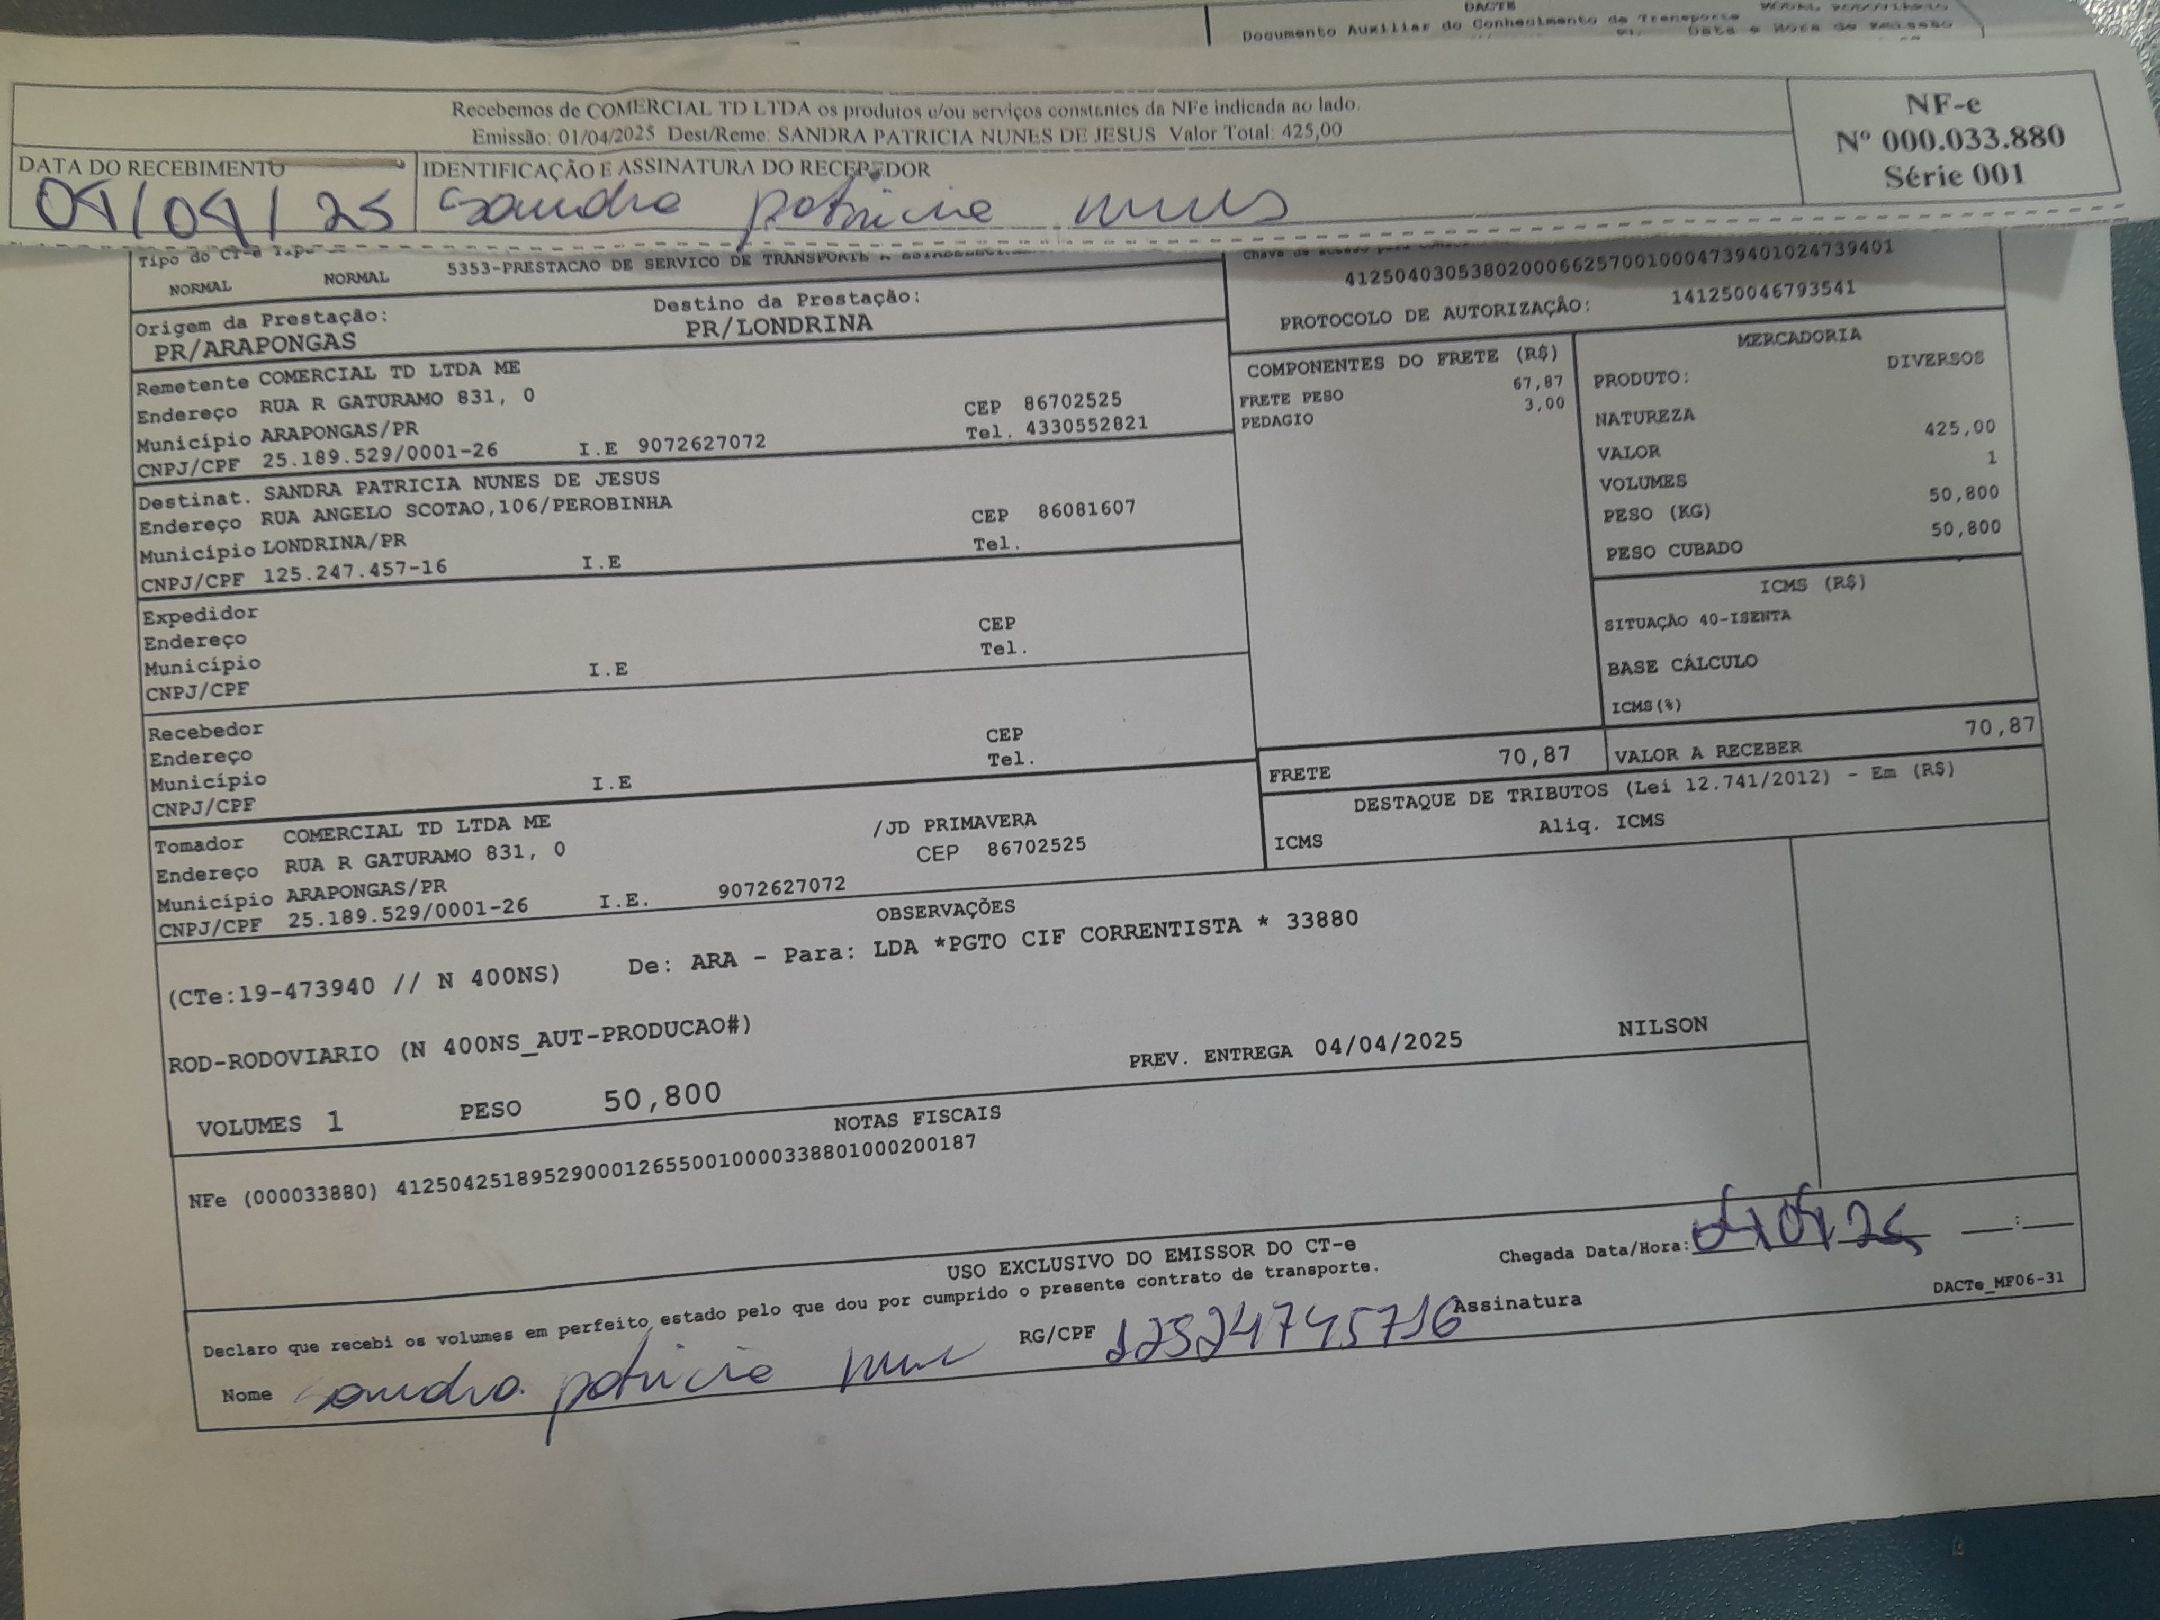 DACTE
Documento Auxiliar do Conhecimento de Transporte
Recebemos de COMERCIAL TD LTDA os produtos e/ou serviços constantes da NFe indicada ao lado.
Emissão: 01/04/2025 Dest/Reme: SANDRA PATRICIA NUNES DE JESUS Valor Total: 425,00
NF-e
Nº 000.033.880
Série 001
DATA DO RECEBIMENTO
IDENTIFICAÇÃO E ASSINATURA DO RECEBEDOR
04/04/25 Sandra patricia nunes
Tipo do CT-e
NORMAL NORMAL 5353-PRESTACAO DE SERVICO DE TRANSPORTE A
Chave de acesso para
41250403053802000662570010004739401024739401
PROTOCOLO DE AUTORIZAÇÃO: 141250046793541
Origem da Prestação: Destino da Prestação:
PR/ARAPONGAS PR/LONDRINA
Remetente COMERCIAL TD LTDA ME
Endereço RUA R GATURAMO 831, 0 CEP 86702525
Município ARAPONGAS/PR Tel. 4330552821
CNPJ/CPF 25.189.529/0001-26 I.E 9072627072
Destinat. SANDRA PATRICIA NUNES DE JESUS
Endereço RUA ANGELO SCOTAO,106/PEROBINHA CEP 86081607
Município LONDRINA/PR Tel.
CNPJ/CPF 125.247.457-16 I.E
Expedidor
Endereço CEP
Município Tel.
CNPJ/CPF I.E
Recebedor
Endereço CEP
Município Tel.
CNPJ/CPF I.E
Tomador COMERCIAL TD LTDA ME /JD PRIMAVERA
Endereço RUA R GATURAMO 831, 0 CEP 86702525
Município ARAPONGAS/PR
CNPJ/CPF 25.189.529/0001-26 I.E. 9072627072
COMPONENTES DO FRETE (R$)
FRETE PESO 67,87
PEDAGIO 3,00
MERCADORIA
PRODUTO: DIVERSOS
NATUREZA
VALOR 425,00
VOLUMES 1
PESO (KG) 50,800
PESO CUBADO 50,800
ICMS (R$)
SITUAÇÃO 40-ISENTA
BASE CÁLCULO
ICMS(%)
FRETE 70,87 VALOR A RECEBER 70,87
DESTAQUE DE TRIBUTOS (Lei 12.741/2012) - Em (R$)
ICMS Aliq. ICMS
OBSERVAÇÕES
(CTe:19-473940 // N 400NS) De: ARA - Para: LDA *PGTO CIF CORRENTISTA * 33880
ROD-RODOVIARIO (N 400NS_AUT-PRODUCAO#)
PREV. ENTREGA 04/04/2025 NILSON
VOLUMES 1 PESO 50,800
NOTAS FISCAIS
NFe (000033880) 41250425189529000126550010000338801000200187
USO EXCLUSIVO DO EMISSOR DO CT-e
Declaro que recebi os volumes em perfeito estado pelo que dou por cumprido o presente contrato de transporte.
Chegada Data/Hora: 04/04/25 __:__
Nome Sandra patricia nunes RG/CPF 12524745716 Assinatura
DACTe_MF06-31